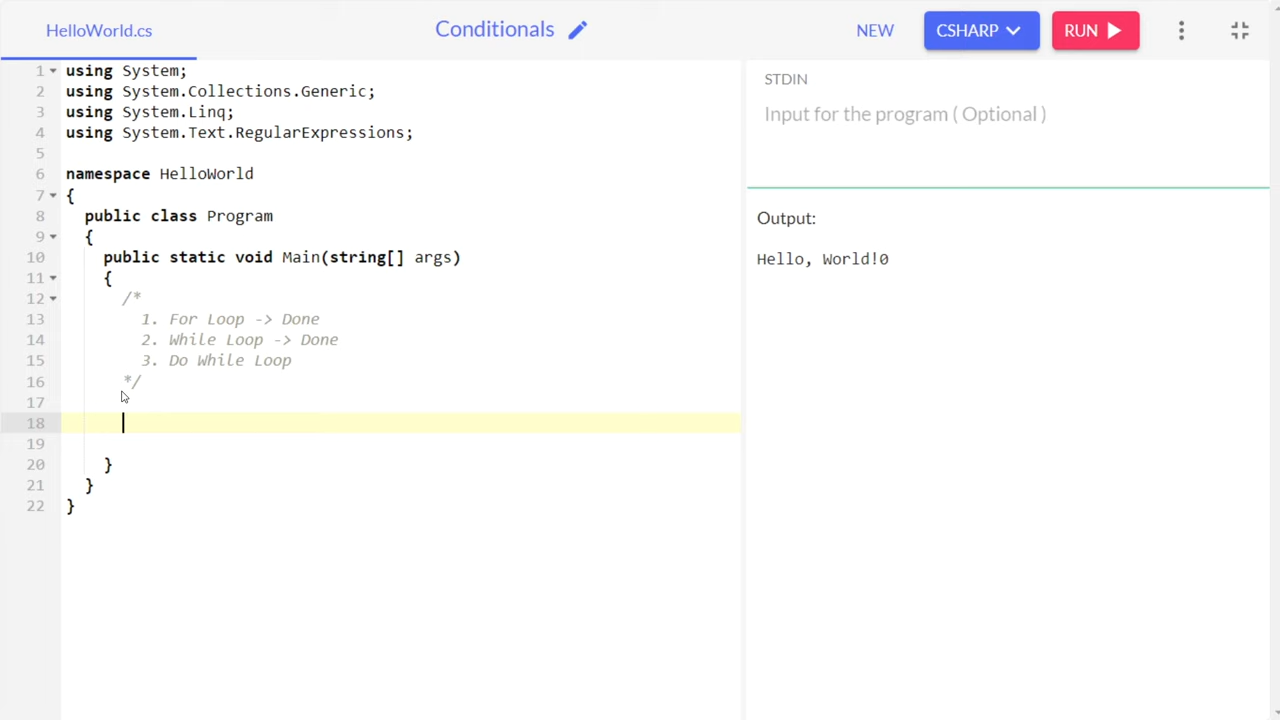 HelloWorld.cs
Conditionals
NEW
CSHARP
RUN
1 using System;
2 using System.Collections.Generic;
3 using System.Linq;
4 using System.Text.RegularExpressions;
5
6 namespace HelloWorld
7 {
8 public class Program
9 {
10 public static void Main(string[] args)
11 {
12 /*
13 1. For Loop -> Done
14 2. While Loop -> Done
15 3. Do While Loop
16 */
17
18
19
20 }
21 }
22 }
STDIN
Input for the program ( Optional )
Output:
Hello, World!0